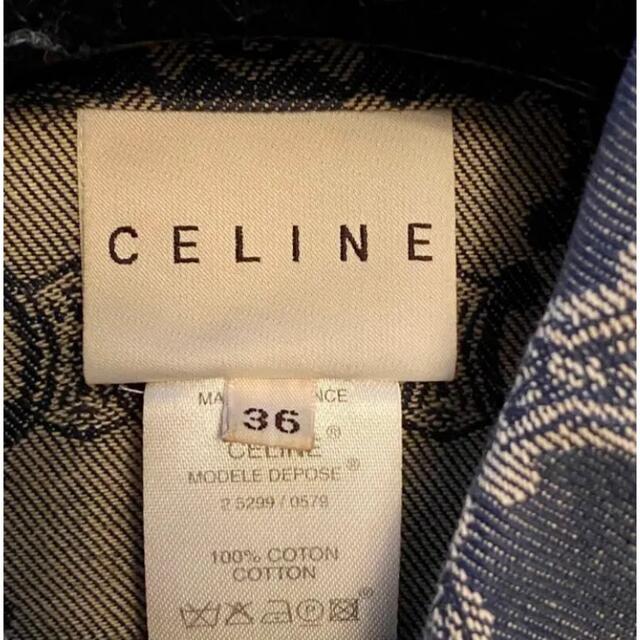 CELINE
36
CELINE®
MODELE DEPOSE®
2 5299 / 0579
100% COTON
COTTON